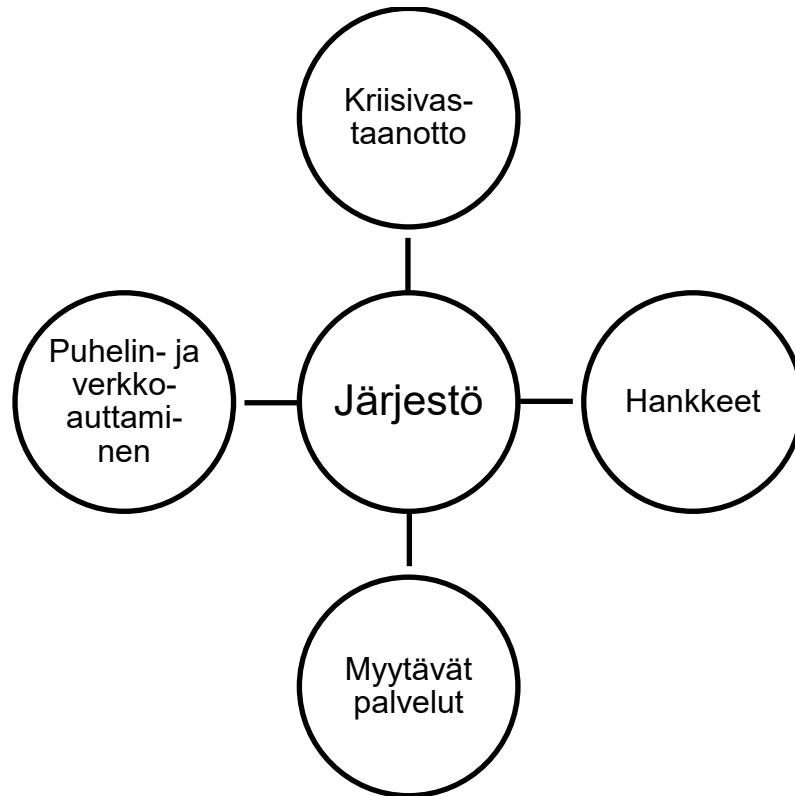 Kriisivas-
taanotto
Puhelin- ja
verkko-
auttami-
nen
Järjestö
Hankkeet
Myytävät
palvelut